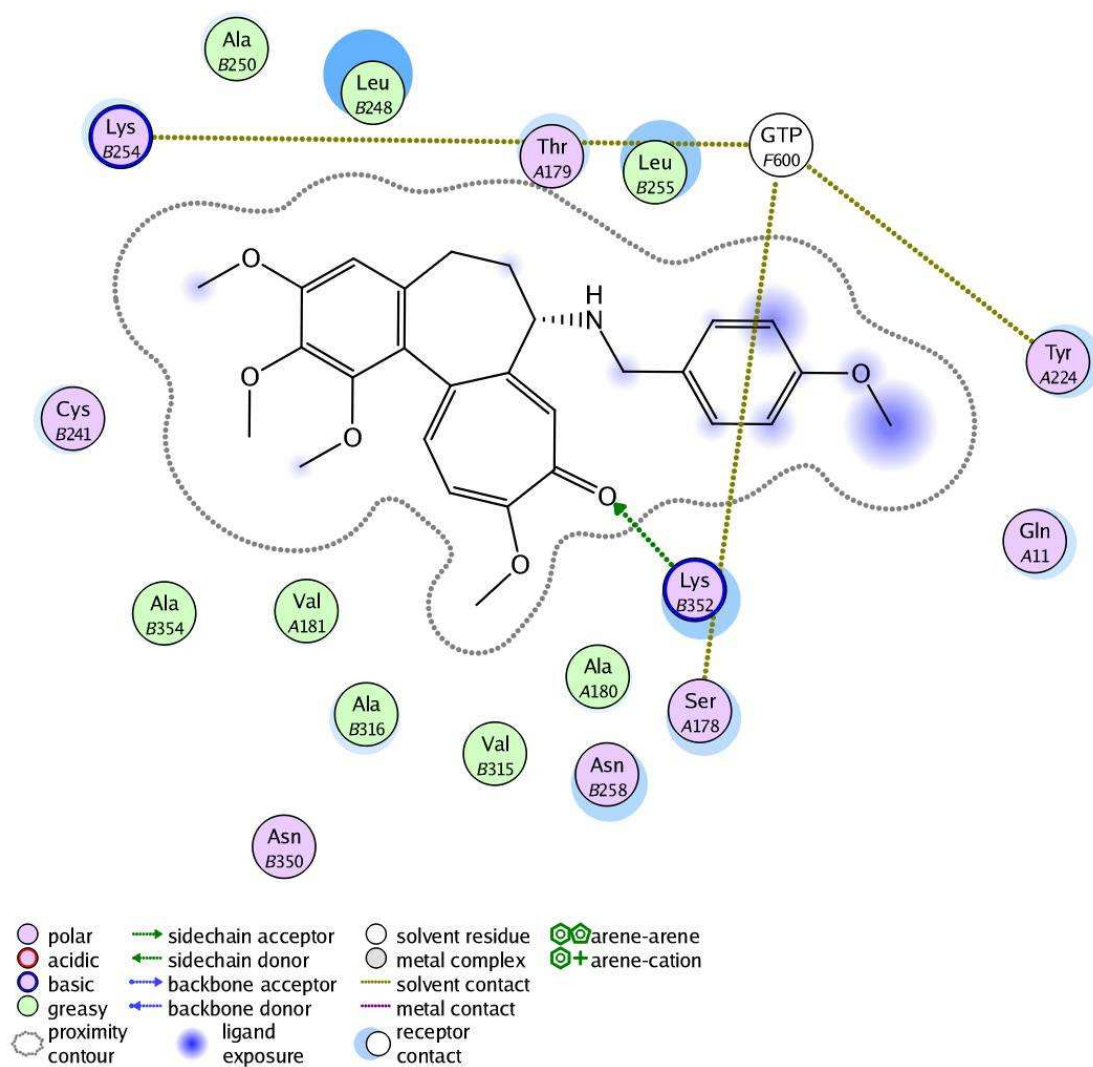 Ala
B250
Leu
B248
Lys
B254
Thr
A179
Leu
B255
GTP
F600
O
H
N
Tyr
A224
O
O
Cys
B241
O
O
Gln
A11
O
Lys
B352
Ala
B354
Val
A181
Ala
A180
Ser
A178
Ala
B316
Val
B315
Asn
B258
Asn
B350
polar
sidechain acceptor
solvent residue
arene-arene
acidic
sidechain donor
metal complex
arene-cation
basic
backbone acceptor
solvent contact
greasy
backbone donor
metal contact
proximity
contour
ligand
exposure
receptor
contact